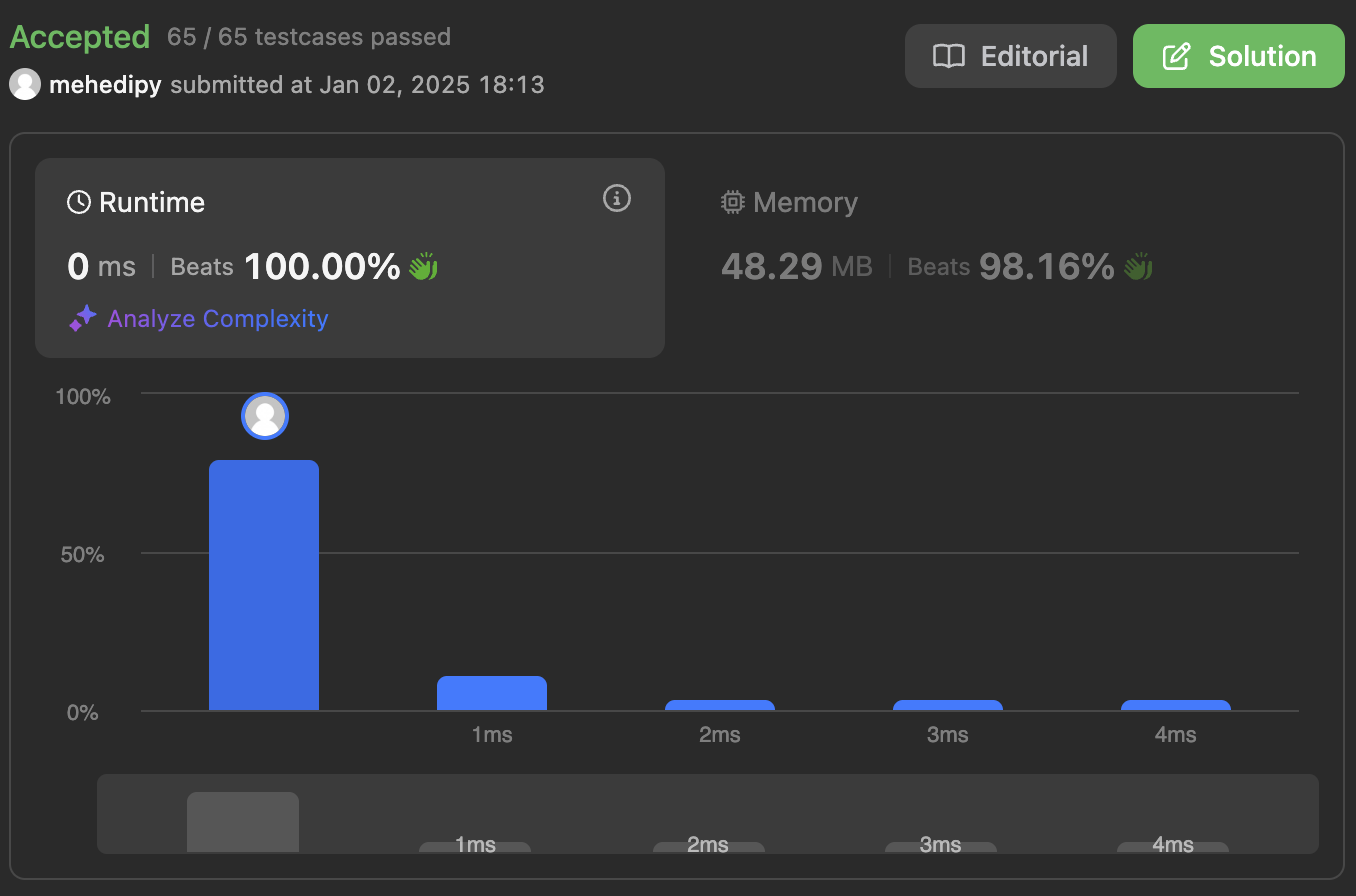 Accepted 65 / 65 testcases passed
mehedipy submitted at Jan 02, 2025 18:13
Editorial
Solution
Runtime
0 ms Beats 100.00%
Analyze Complexity
Memory
48.29 MB Beats 98.16%
100%
50%
0%
1ms 2ms 3ms 4ms
1ms 2ms 3ms 4ms